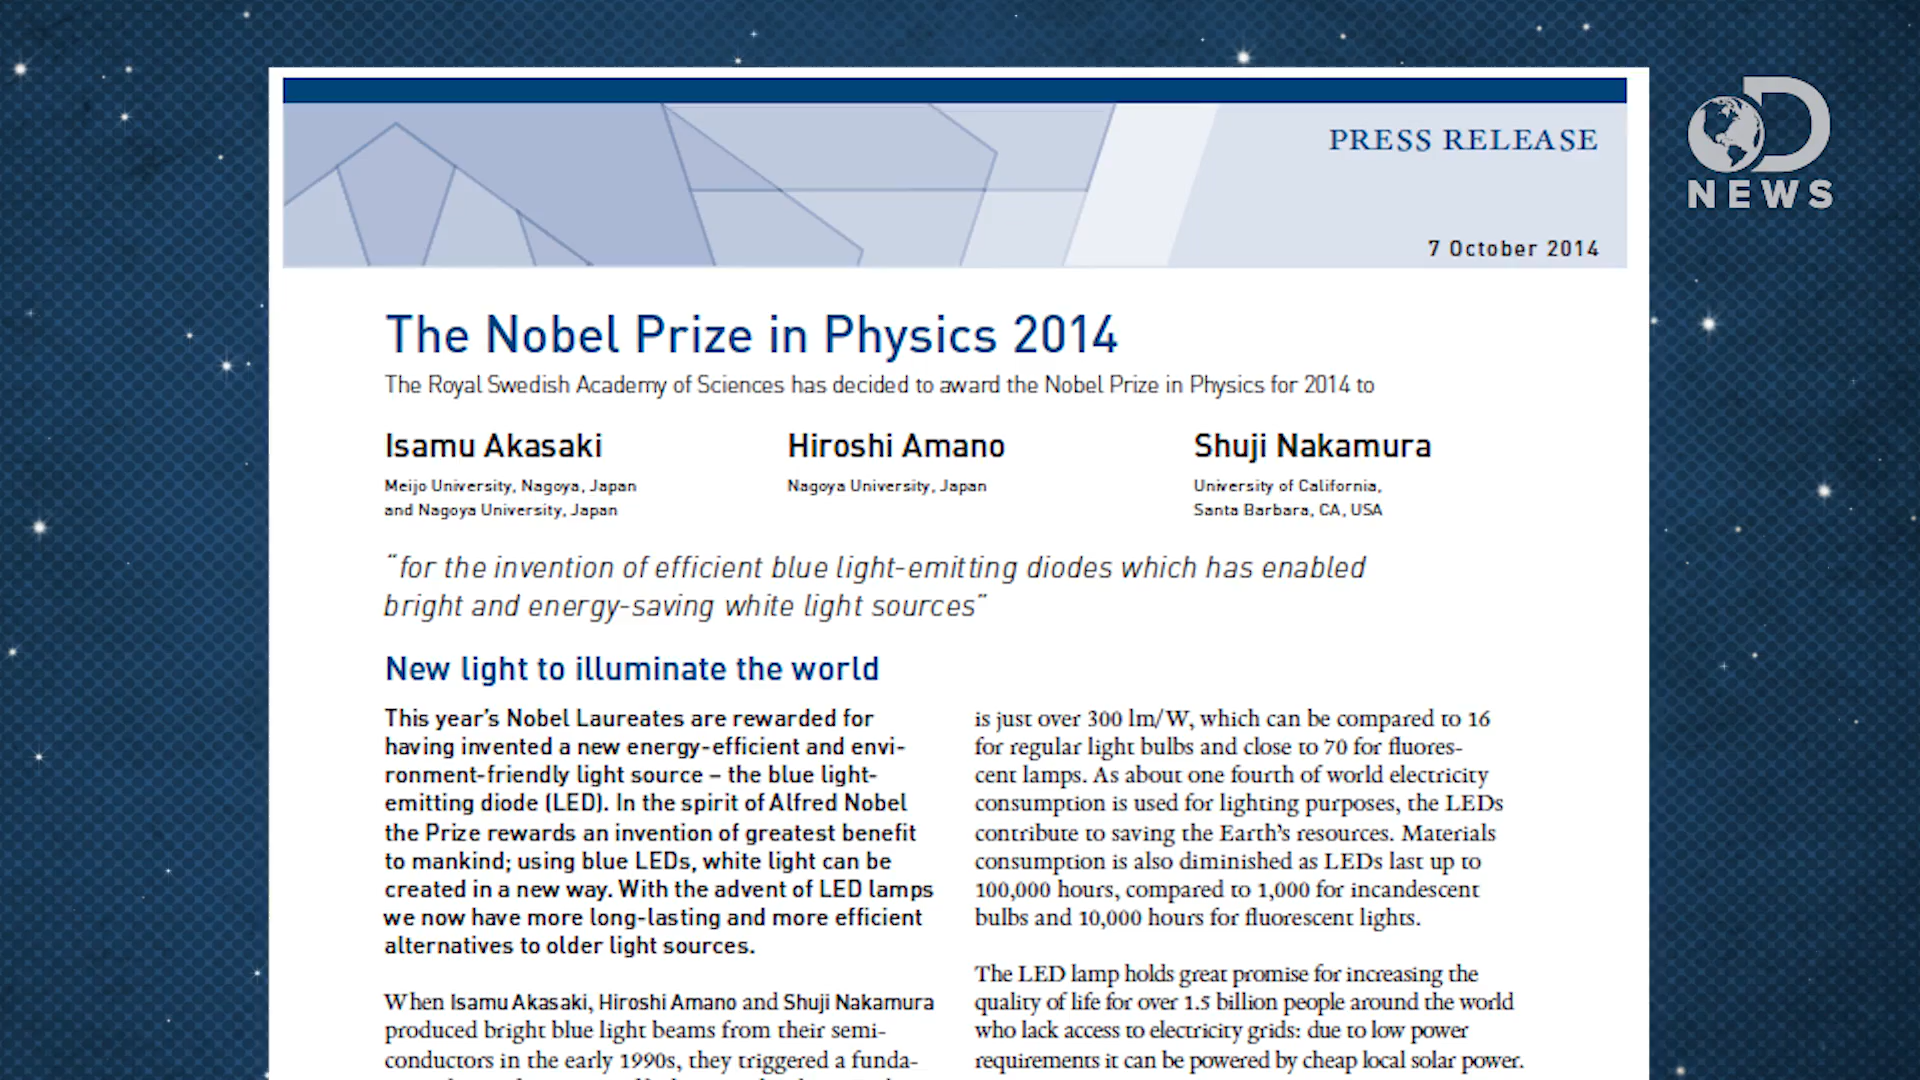 PRESS RELEASE
D
NEWS
7 October 2014
The Nobel Prize in Physics 2014
The Royal Swedish Academy of Sciences has decided to award the Nobel Prize in Physics for 2014 to
Isamu Akasaki
Meijo University, Nagoya, Japan
and Nagoya University, Japan
Hiroshi Amano
Nagoya University, Japan
Shuji Nakamura
University of California,
Santa Barbara, CA, USA
"for the invention of efficient blue light-emitting diodes which has enabled
bright and energy-saving white light sources"
New light to illuminate the world
This year's Nobel Laureates are rewarded for
having invented a new energy-efficient and envi-
ronment-friendly light source – the blue light-
emitting diode (LED). In the spirit of Alfred Nobel
the Prize rewards an invention of greatest benefit
to mankind; using blue LEDs, white light can be
created in a new way. With the advent of LED lamps
we now have more long-lasting and more efficient
alternatives to older light sources.
When Isamu Akasaki, Hiroshi Amano and Shuji Nakamura
produced bright blue light beams from their semi-
conductors in the early 1990s, they triggered a funda-
is just over 300 lm/W, which can be compared to 16
for regular light bulbs and close to 70 for fluores-
cent lamps. As about one fourth of world electricity
consumption is used for lighting purposes, the LEDs
contribute to saving the Earth's resources. Materials
consumption is also diminished as LEDs last up to
100,000 hours, compared to 1,000 for incandescent
bulbs and 10,000 hours for fluorescent lights.
The LED lamp holds great promise for increasing the
quality of life for over 1.5 billion people around the world
who lack access to electricity grids: due to low power
requirements it can be powered by cheap local solar power.